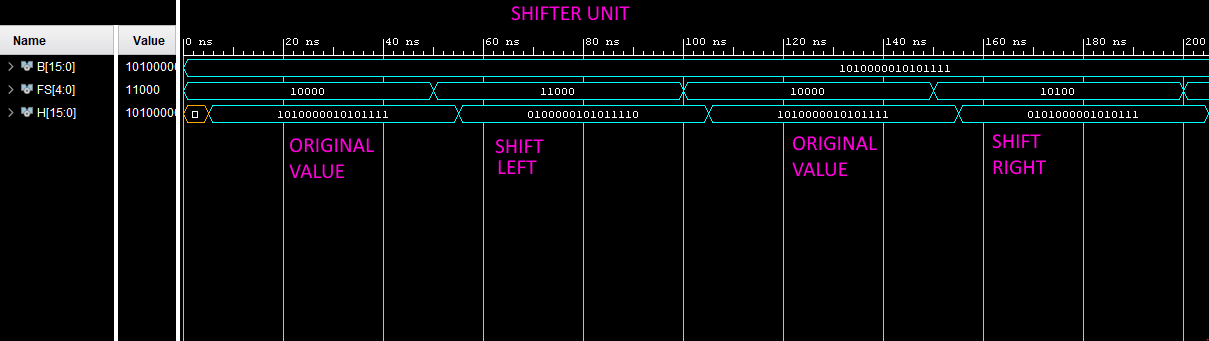 SHIFTER UNIT
Name Value
0 ns 20 ns 40 ns 60 ns 80 ns 100 ns 120 ns 140 ns 160 ns 180 ns 200
B[15:0] 10100000 1010000010101111
FS[4:0] 11000 10000 11000 10000 10100
H[15:0] 10100000 1010000010101111 0100000101011110 1010000010101111 0101000001010111
ORIGINAL VALUE
SHIFT LEFT
ORIGINAL VALUE
SHIFT RIGHT